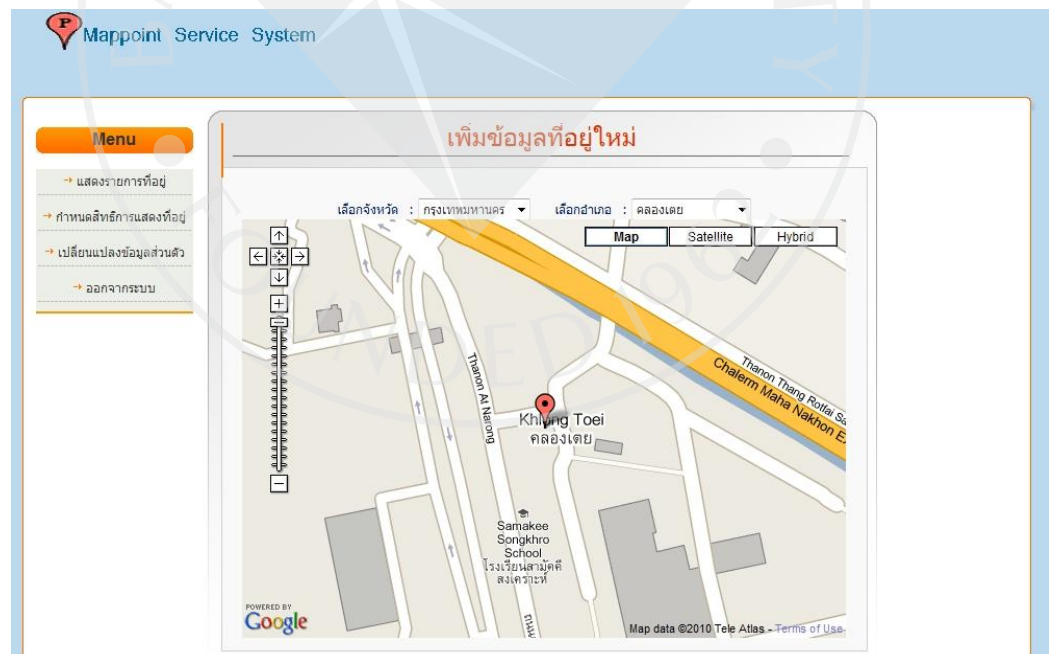 P
Mappoint Service System
Menu
→ แสดงรายการที่อยู่
→ กำหนดสิทธิการแสดงที่อยู่
→ เปลี่ยนแปลงข้อมูลส่วนตัว
→ ออกจากระบบ
เพิ่มข้อมูลที่อยู่ใหม่
เลือกจังหวัด : กรุงเทพมหานคร เลือกอำเภอ : คลองเตย
Map Satellite Hybrid
Thanon At Narong
Thanon Thang Rotfai Sa
Chalerm Maha Nakhon E
Khlong Toei
คลองเตย
Samakee
Songkhro
School
โรงเรียนสามัคคี
สงเคราะห์
ถนน
POWERED BY
Google
Map data ©2010 Tele Atlas - Terms of Use
FOUNDED 1969